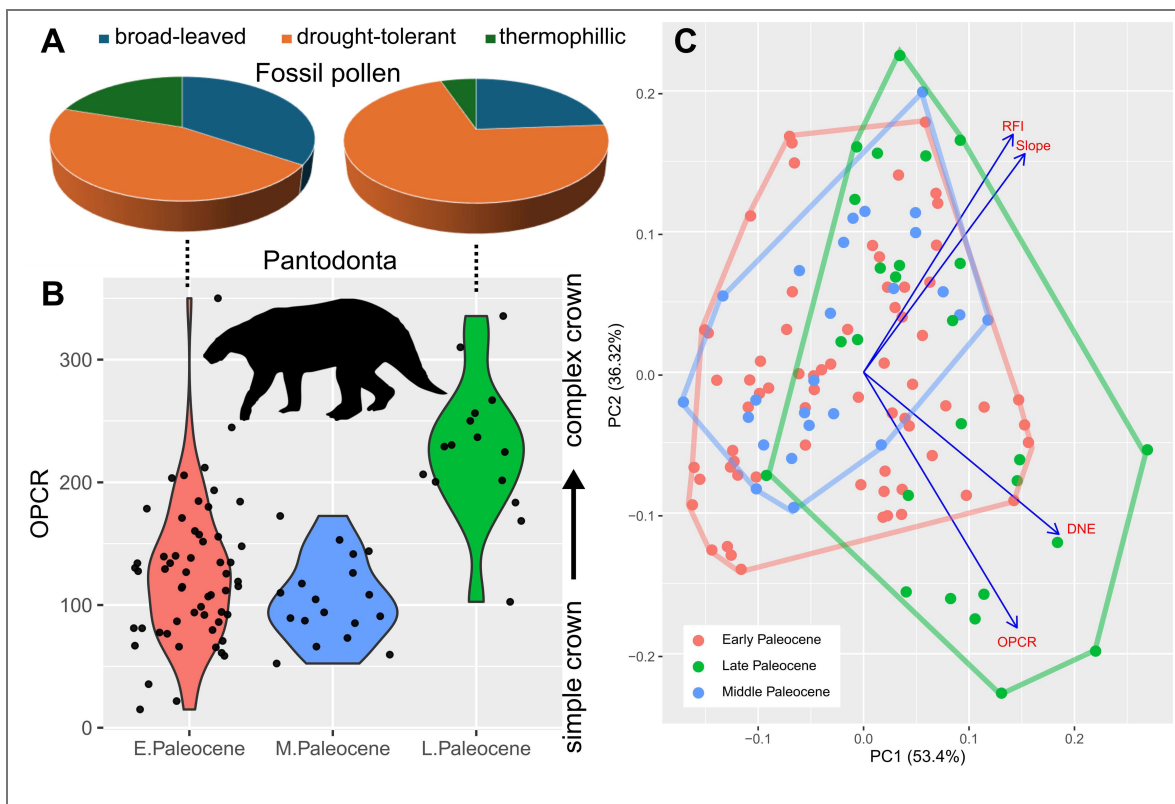 A
broad-leaved drought-tolerant thermophillic
Fossil pollen
Pantodonta
B
OPCR
300
200
100
0
E.Paleocene M.Paleocene L.Paleocene
simple crown complex crown
C
PC2 (36.32%)
0.2
0.1
0.0
−0.1
−0.2
RFI
Slope
DNE
OPCR
Early Paleocene
Late Paleocene
Middle Paleocene
−0.1 0.0 0.1 0.2
PC1 (53.4%)